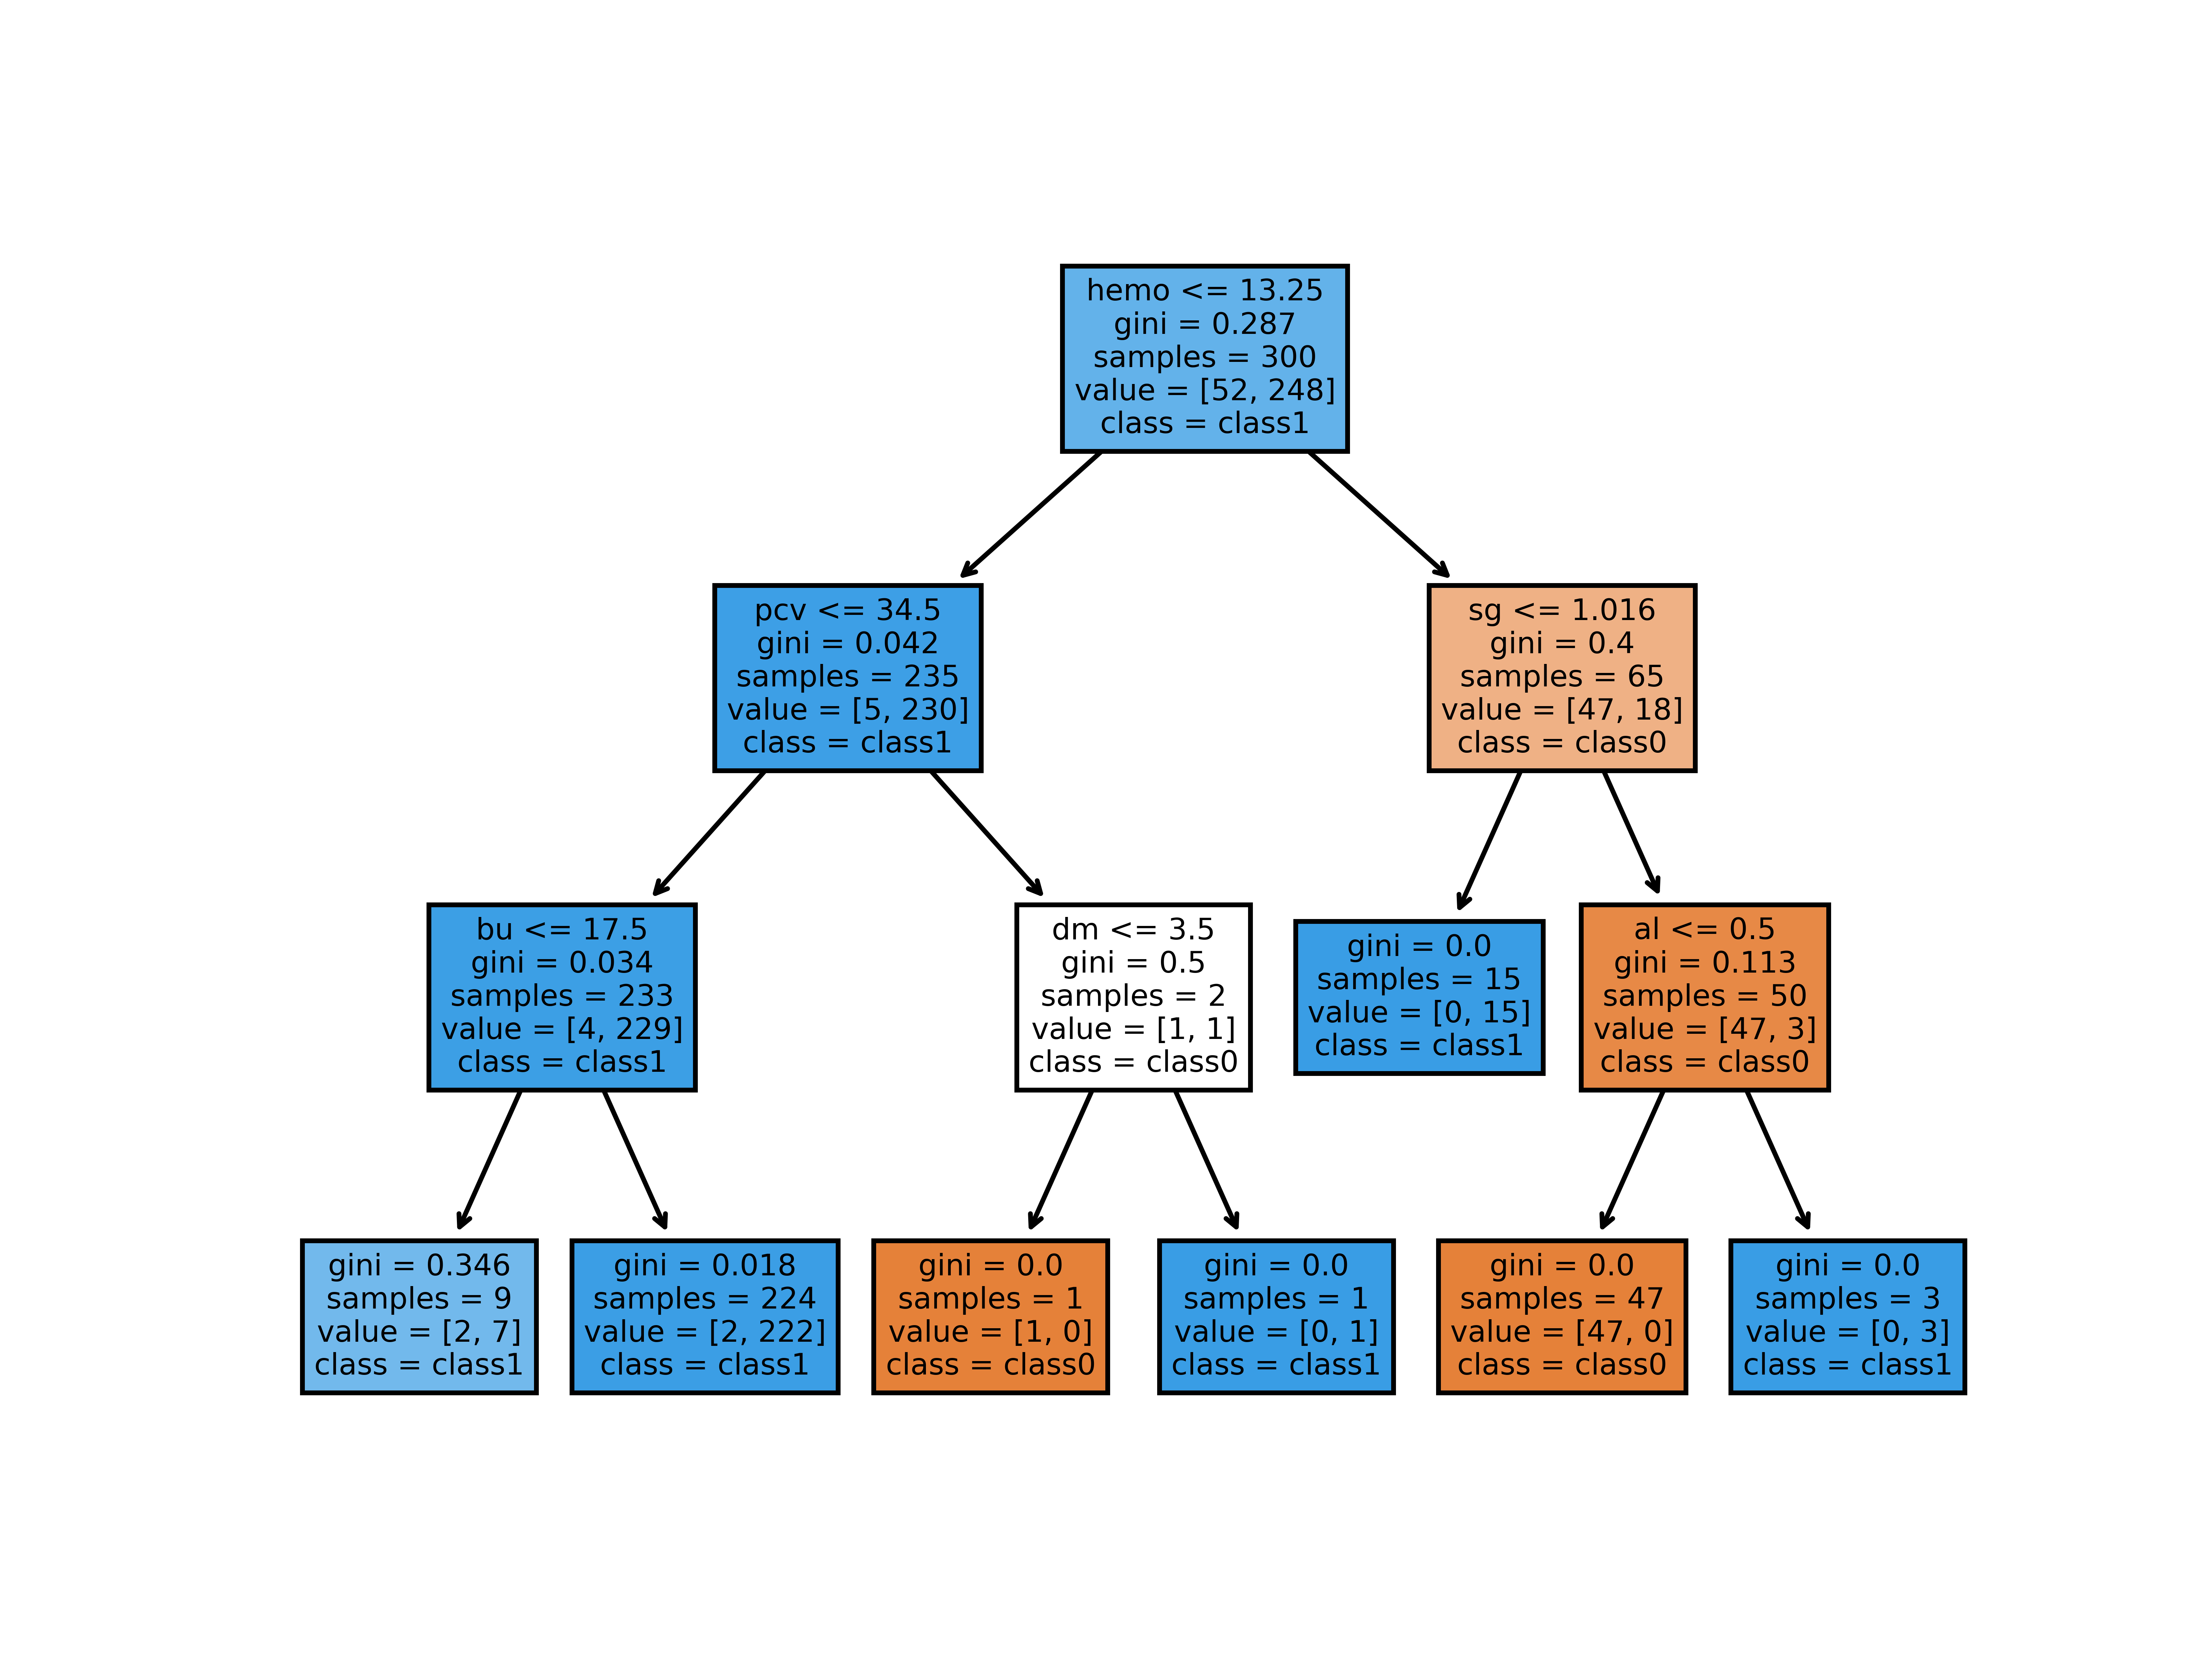 hemo <= 13.25
gini = 0.287
samples = 300
value = [52, 248]
class = class1
pcv <= 34.5
gini = 0.042
samples = 235
value = [5, 230]
class = class1
sg <= 1.016
gini = 0.4
samples = 65
value = [47, 18]
class = class0
bu <= 17.5
gini = 0.034
samples = 233
value = [4, 229]
class = class1
dm <= 3.5
gini = 0.5
samples = 2
value = [1, 1]
class = class0
gini = 0.0
samples = 15
value = [0, 15]
class = class1
al <= 0.5
gini = 0.113
samples = 50
value = [47, 3]
class = class0
gini = 0.346
samples = 9
value = [2, 7]
class = class1
gini = 0.018
samples = 224
value = [2, 222]
class = class1
gini = 0.0
samples = 1
value = [1, 0]
class = class0
gini = 0.0
samples = 1
value = [0, 1]
class = class1
gini = 0.0
samples = 47
value = [47, 0]
class = class0
gini = 0.0
samples = 3
value = [0, 3]
class = class1